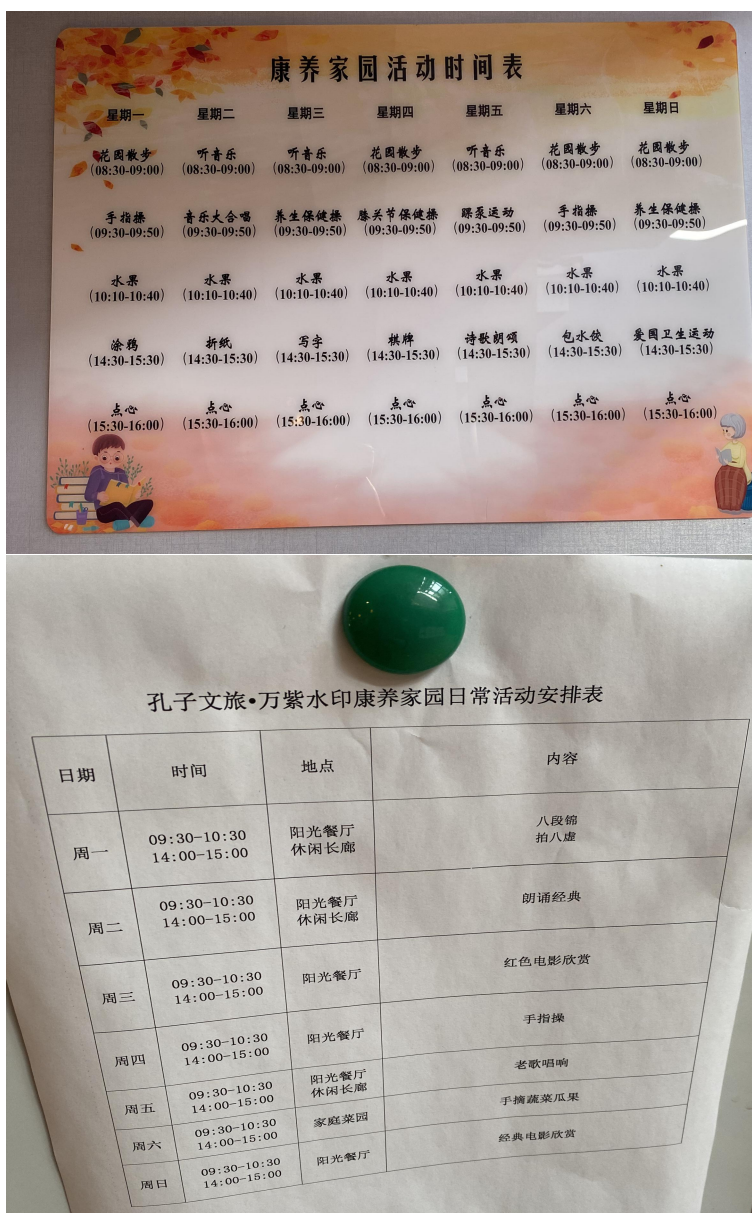 康养家园活动时间表
星期一 星期二 星期三 星期四 星期五 星期六 星期日
花园散步 听音乐 听音乐 花园散步 听音乐 花园散步 花园散步
(08:30-09:00) (08:30-09:00) (08:30-09:00) (08:30-09:00) (08:30-09:00) (08:30-09:00) (08:30-09:00)
手指操 音乐大合唱 养生保健操 膝关节保健操 踝泵运动 手指操 养生保健操
(09:30-09:50) (09:30-09:50) (09:30-09:50) (09:30-09:50) (09:30-09:50) (09:30-09:50) (09:30-09:50)
水果 水果 水果 水果 水果 水果 水果
(10:10-10:40) (10:10-10:40) (10:10-10:40) (10:10-10:40) (10:10-10:40) (10:10-10:40) (10:10-10:40)
涂鸦 折纸 写字 棋牌 诗歌朗颂 包水饺 爱国卫生运动
(14:30-15:30) (14:30-15:30) (14:30-15:30) (14:30-15:30) (14:30-15:30) (14:30-15:30) (14:30-15:30)
点心 点心 点心 点心 点心 点心 点心
(15:30-16:00) (15:30-16:00) (15:30-16:00) (15:30-16:00) (15:30-16:00) (15:30-16:00) (15:30-16:00)
孔子文旅•万紫水印康养家园日常活动安排表
日期 时间 地点 内容
周一 09:30-10:30 阳光餐厅 八段锦
14:00-15:00 休闲长廊 拍八虚
周二 09:30-10:30 阳光餐厅 朗诵经典
14:00-15:00 休闲长廊
周三 09:30-10:30 阳光餐厅 红色电影欣赏
14:00-15:00
周四 09:30-10:30 阳光餐厅 手指操
14:00-15:00
周五 09:30-10:30 阳光餐厅 老歌唱响
14:00-15:00 休闲长廊
周六 09:30-10:30 家庭菜园 手摘蔬菜瓜果
14:00-15:00
周日 09:30-10:30 阳光餐厅 经典电影欣赏
14:00-15:00